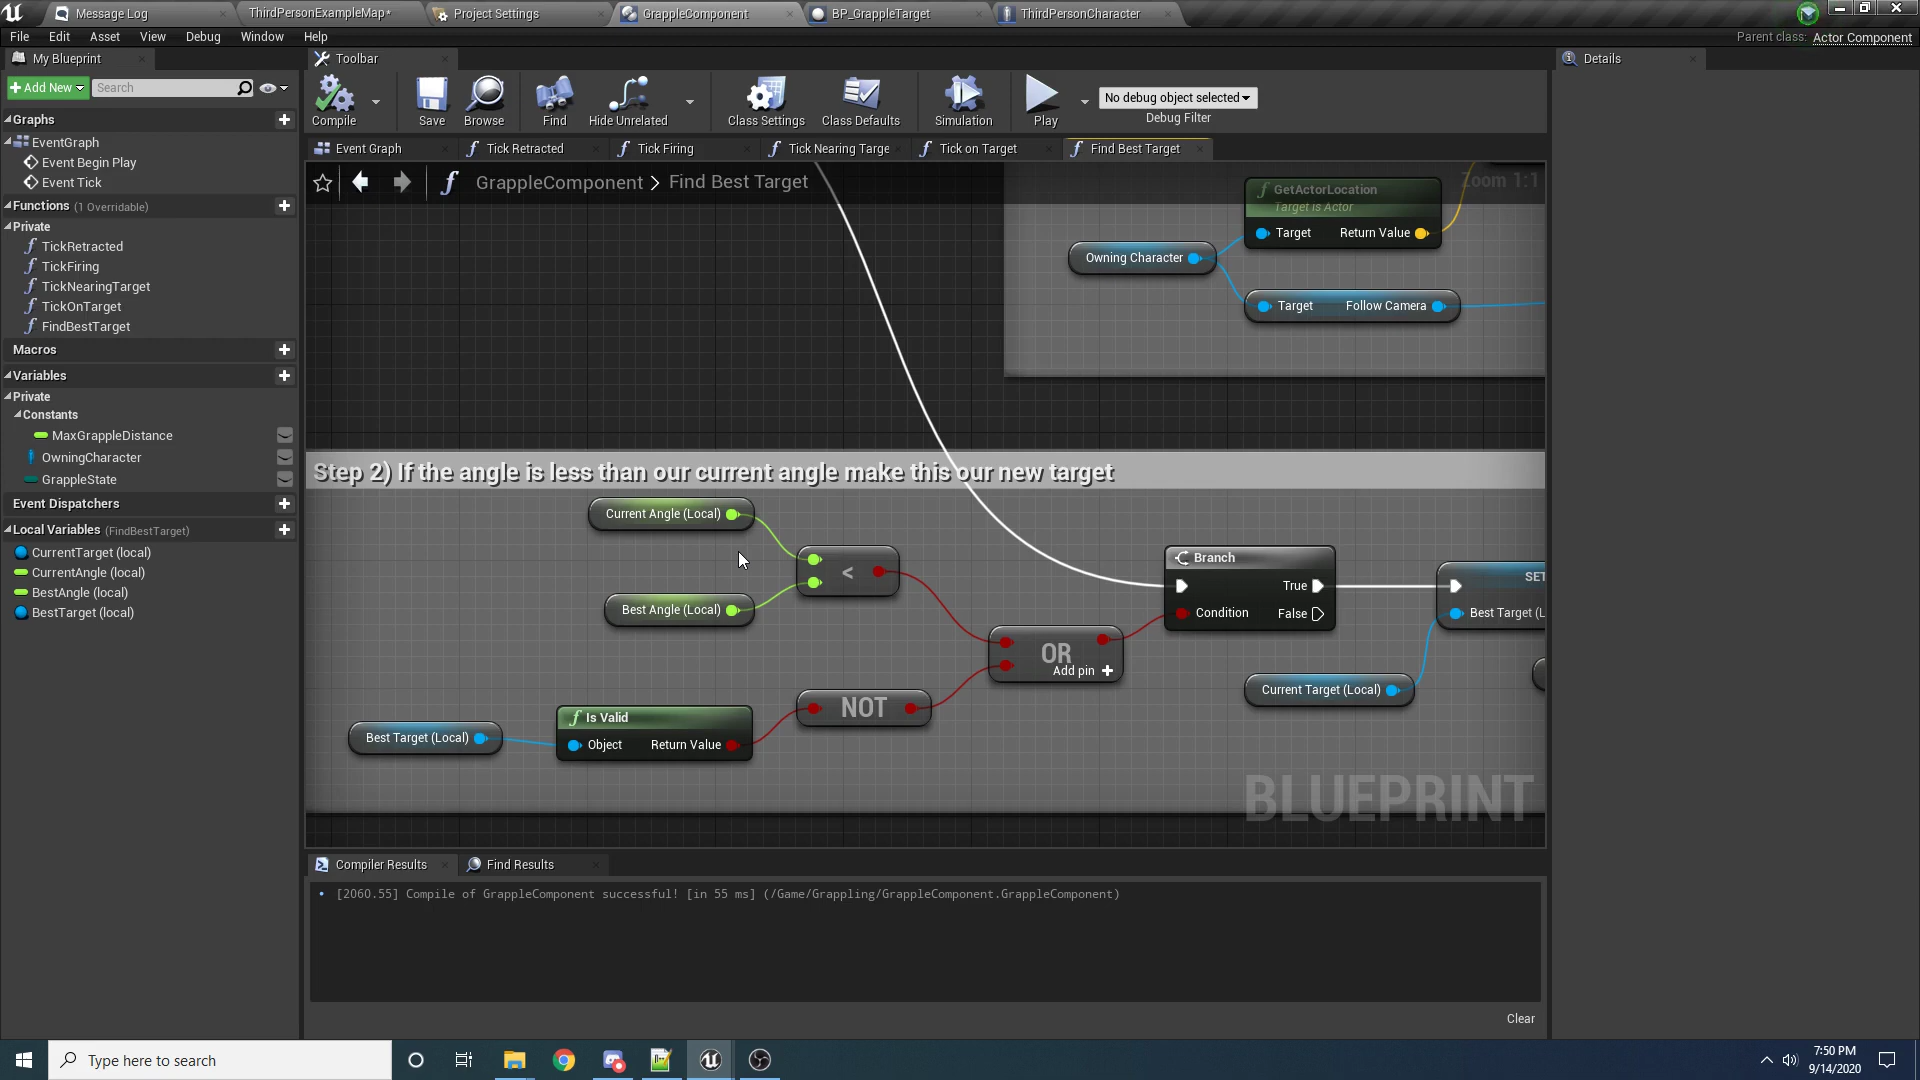 Message Log
ThirdPersonExampleMap*
Project Settings
GrappleComponent
BP_GrappleTarget
ThirdPersonCharacter
File Edit Asset View Debug Window Help
Parent class: Actor Component
My Blueprint
Toolbar
Details
Add New
Search
Compile
Save
Browse
Find
Hide Unrelated
Class Settings
Class Defaults
Simulation
Play
No debug object selected
Debug Filter
Graphs
EventGraph
Event Begin Play
Event Tick
Functions (1 Overridable)
Private
TickRetracted
TickFiring
TickNearingTarget
TickOnTarget
FindBestTarget
Macros
Variables
Private
Constants
MaxGrappleDistance
OwningCharacter
GrappleState
Event Dispatchers
Local Variables (FindBestTarget)
CurrentTarget (local)
CurrentAngle (local)
BestAngle (local)
BestTarget (local)
Event Graph
Tick Retracted
Tick Firing
Tick Nearing Targe
Tick on Target
Find Best Target
GrappleComponent > Find Best Target
Zoom 1:1
GetActorLocation
Target is Actor
Target Return Value
Owning Character
Target Follow Camera
Step 2) If the angle is less than our current angle make this our new target
Current Angle (Local)
<
Best Angle (Local)
Branch
True
Condition False
SET
Best Target (L
OR
Add pin +
Current Target (Local)
NOT
Is Valid
Best Target (Local)
Object Return Value
BLUEPRINT
Compiler Results
Find Results
• [2060.55] Compile of GrappleComponent successful! [in 55 ms] (/Game/Grappling/GrappleComponent.GrappleComponent)
Clear
Type here to search
7:50 PM
9/14/2020